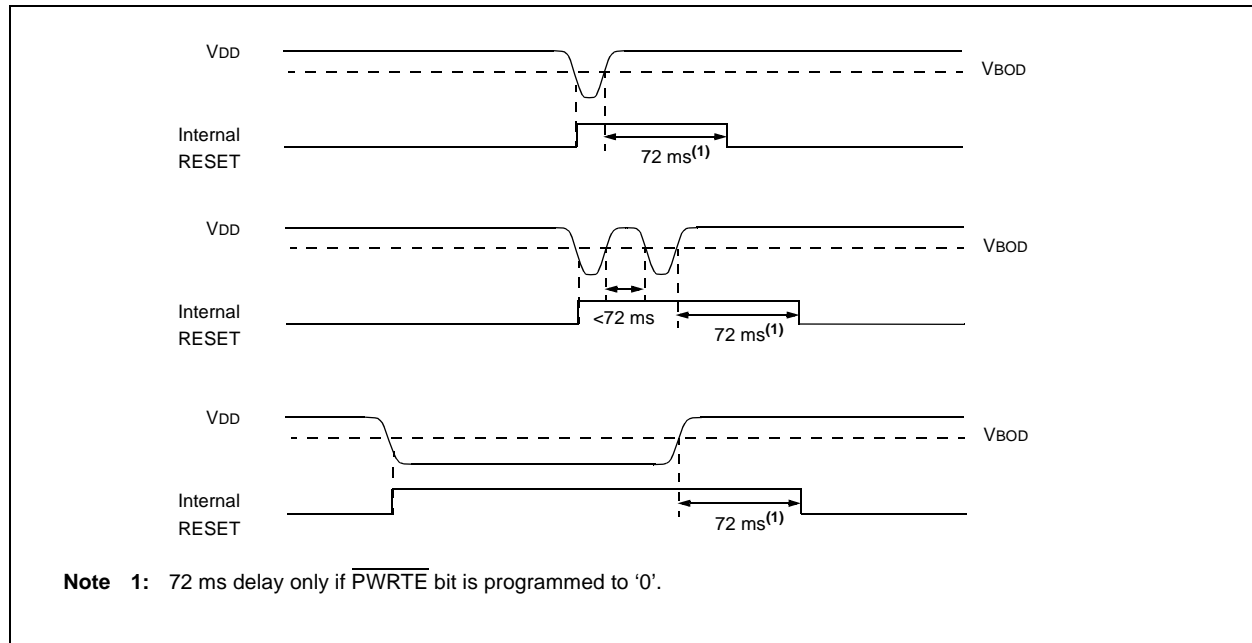 VDD
VBOD
Internal
RESET
72 ms(1)
VDD
VBOD
Internal
RESET
<72 ms
72 ms(1)
VDD
VBOD
Internal
RESET
72 ms(1)
Note 1: 72 ms delay only if PWRTE bit is programmed to ‘0’.